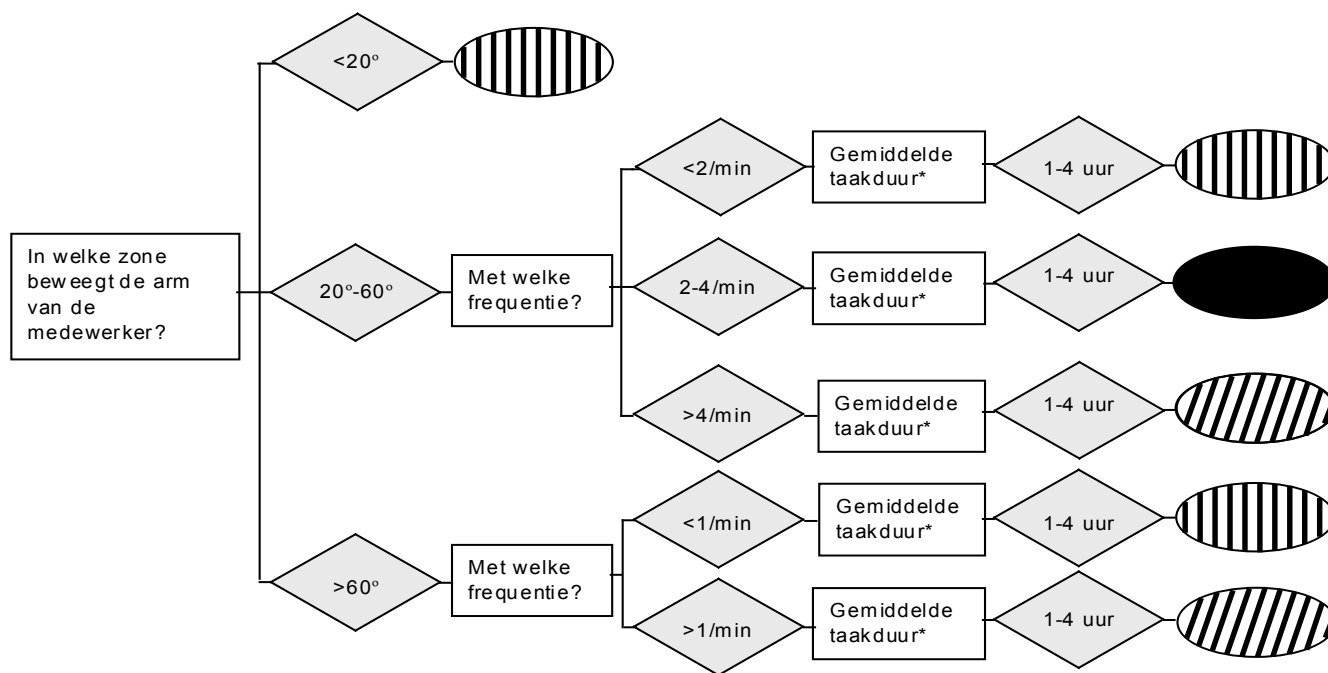 <20°
<2/min
Gemiddelde
taakduur*
1-4 uur
In welke zone
beweegt de arm
van de
medewerker?
20°-60°
Met welke
frequentie?
2-4/min
Gemiddelde
taakduur*
1-4 uur
>4/min
Gemiddelde
taakduur*
1-4 uur
<1/min
Gemiddelde
taakduur*
1-4 uur
>60°
Met welke
frequentie?
>1/min
Gemiddelde
taakduur*
1-4 uur